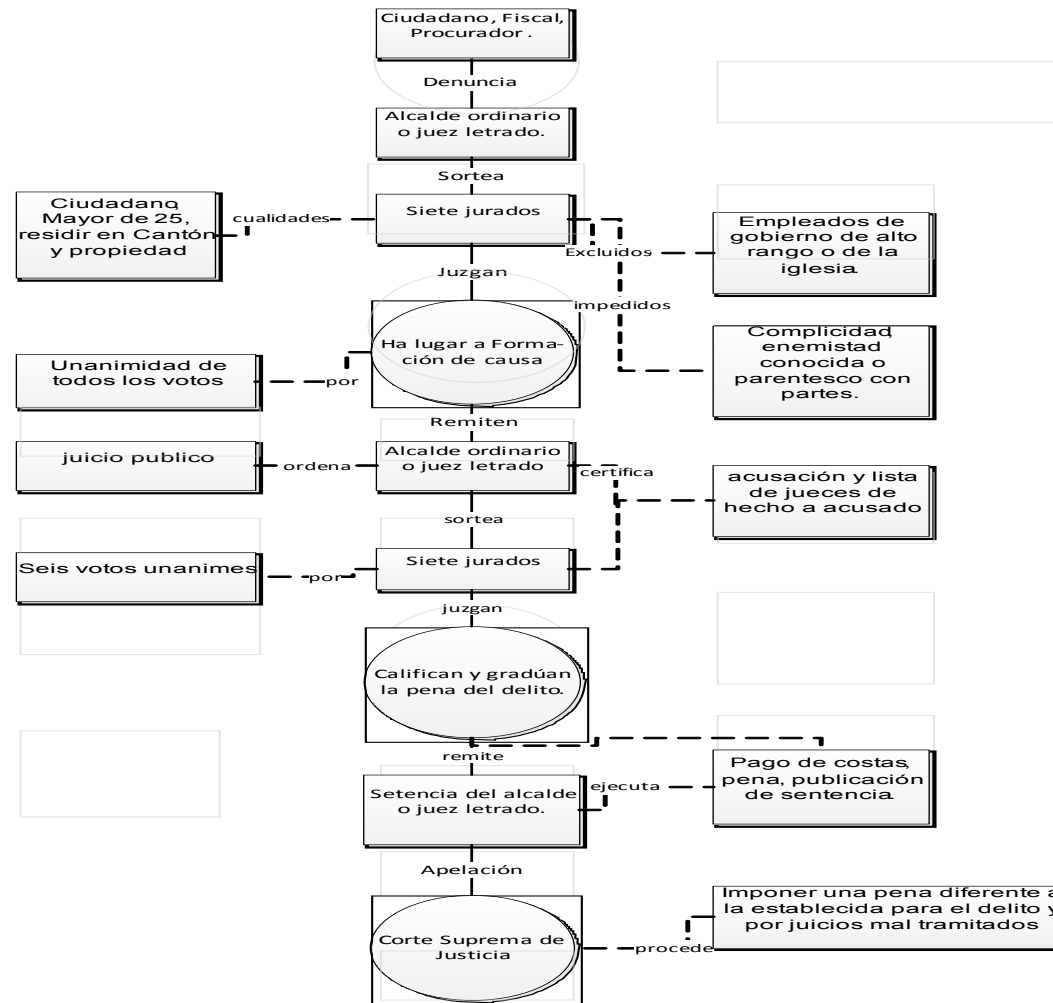 Ciudadano, Fiscal,
Procurador .
Denuncia
Alcalde ordinario
o juez letrado.
Sortea
Ciudadano,
Mayor de 25,
residir en Cantón
y propiedad
cualidades
Siete jurados
Excluidos
Empleados de
gobierno de alto
rango o de la
iglesia.
Juzgan
impedidos
Complicidad,
enemistad
conocida o
parentesco con
partes.
Ha lugar a Forma-
ción de causa
Unanimidad de
todos los votos
por
Remiten
juicio publico
ordena
Alcalde ordinario
o juez letrado
certifica
acusación y lista
de jueces de
hecho a acusado
sortea
Seis votos unanimes
por
Siete jurados
juzgan
Califican y gradúan
la pena del delito.
remite
Setencia del alcalde
o juez letrado.
ejecuta
Pago de costas,
pena, publicación
de sentencia.
Apelación
Corte Suprema de
Justicia
procede
Imponer una pena diferente a
la establecida para el delito y
por juicios mal tramitados